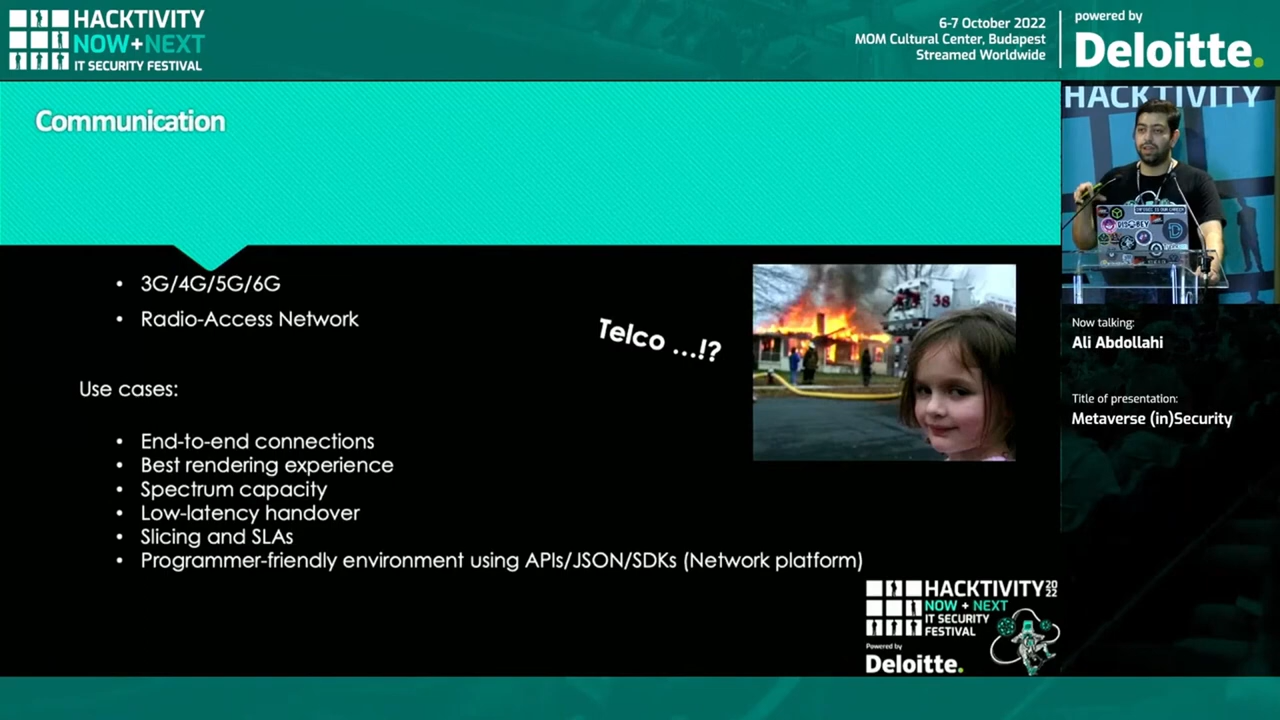 HACKTIVITY
NOW+NEXT
IT SECURITY FESTIVAL
6-7 October 2022
MOM Cultural Center, Budapest
Streamed Worldwide
powered by
Deloitte.
Communication
• 3G/4G/5G/6G
• Radio-Access Network
Telco ...!?
38
Use cases:
• End-to-end connections
• Best rendering experience
• Spectrum capacity
• Low-latency handover
• Slicing and SLAs
• Programmer-friendly environment using APIs/JSON/SDKs (Network platform)
HACKTIVITY 20 22
NOW + NEXT
IT SECURITY
FESTIVAL
Powered by
Deloitte.
HACKTIVITY
Now talking:
Ali Abdollahi
Title of presentation:
Metaverse (in)Security